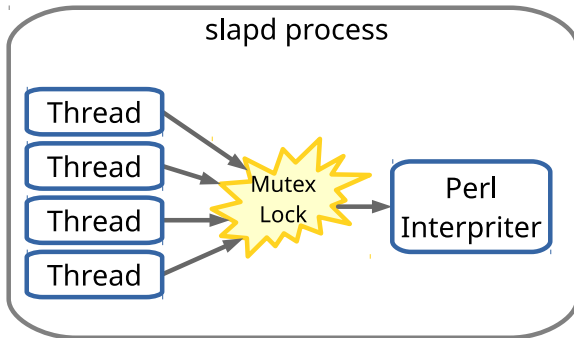 slapd process
Thread
Thread
Thread
Thread
Mutex
Lock
Perl
Interpriter